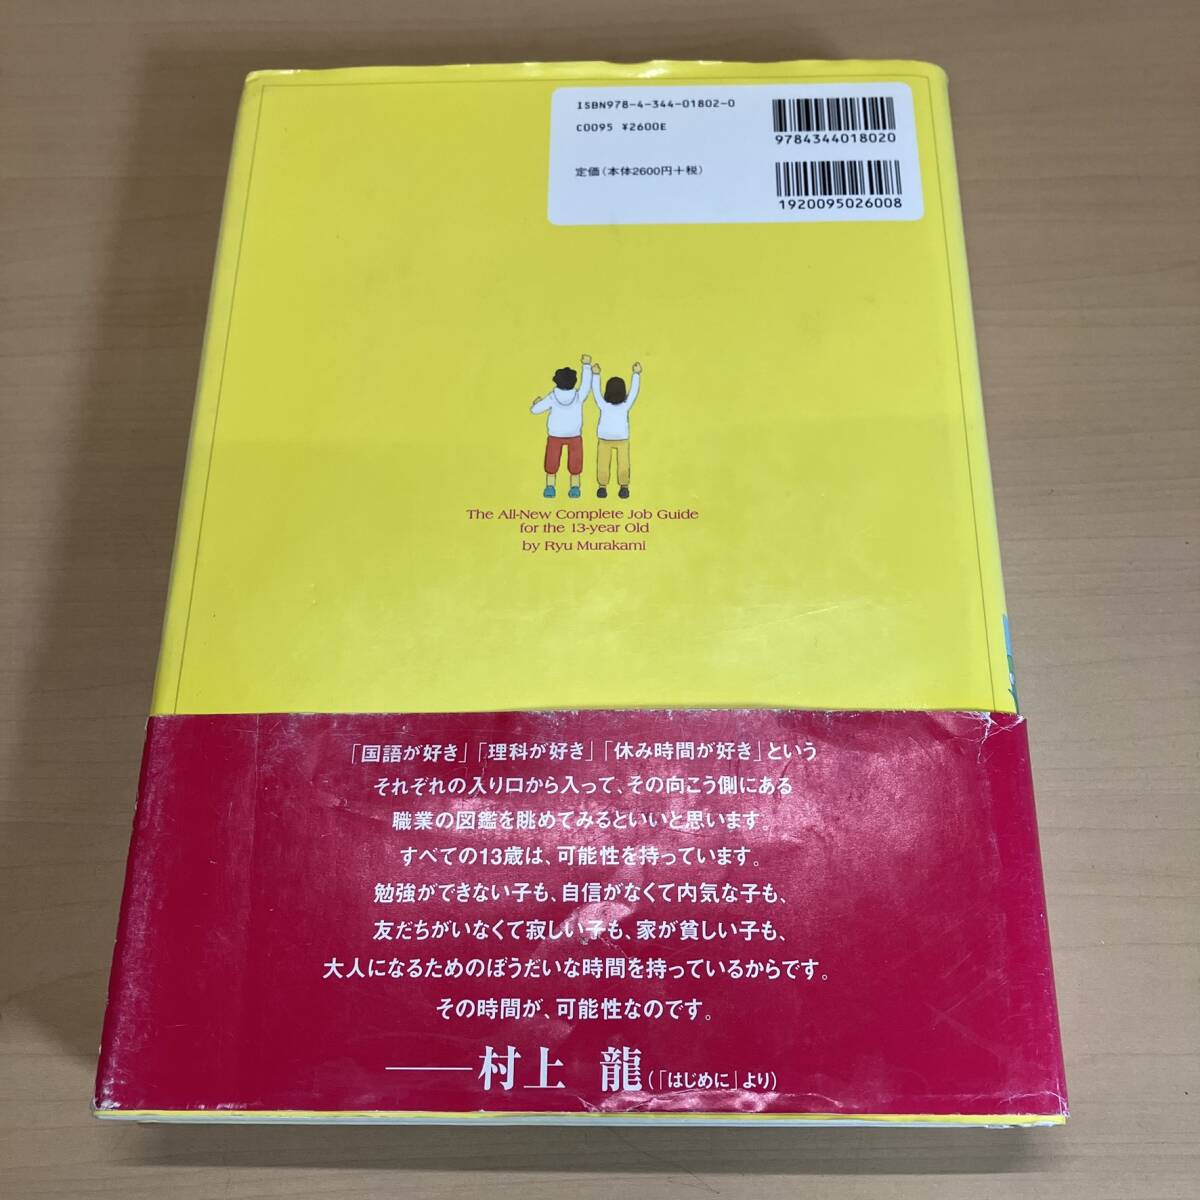 ISBN978-4-344-01802-0
C0095 ¥2600E
定価(本体2600円+税)
9784344018020
1920095026008
The All-New Complete Job Guide
for the 13-year Old
by Ryu Murakami
「国語が好き」「理科が好き」「休み時間が好き」という
それぞれの入り口から入って、その向こう側にある
職業の図鑑を眺めてみるといいと思います。
すべての13歳は、可能性を持っています。
勉強ができない子も、自信がなくて内気な子も、
友だちがいなくて寂しい子も、家が貧しい子も、
大人になるためのぼうだいな時間を持っているからです。
その時間が、可能性なのです。
——村上 龍(「はじめに」より)